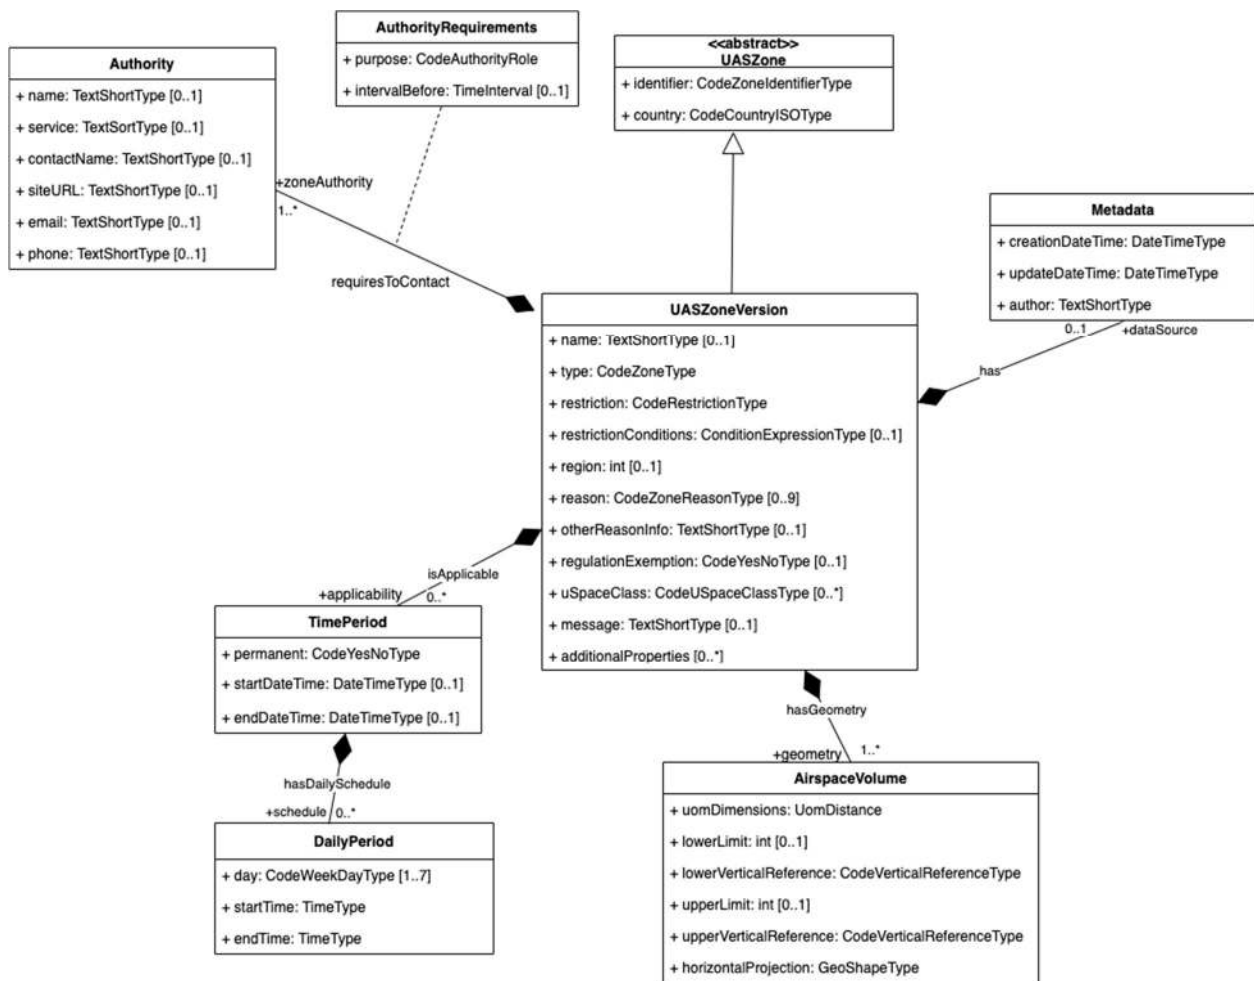 AuthorityRequirements
+ purpose: CodeAuthorityRole
+ intervalBefore: TimeInterval [0..1]
<<abstract>>
UASZone
+ identifier: CodeZoneIdentifierType
+ country: CodeCountryISOType
Authority
+ name: TextShortType [0..1]
+ service: TextSortType [0..1]
+ contactName: TextShortType [0..1]
+ siteURL: TextShortType [0..1]
+ email: TextShortType [0..1]
+ phone: TextShortType [0..1]
+zoneAuthority
1..*
requiresToContact
Metadata
+ creationDateTime: DateTimeType
+ updateDateTime: DateTimeType
+ author: TextShortType
0..1
+dataSource
has
UASZoneVersion
+ name: TextShortType [0..1]
+ type: CodeZoneType
+ restriction: CodeRestrictionType
+ restrictionConditions: ConditionExpressionType [0..1]
+ region: int [0..1]
+ reason: CodeZoneReasonType [0..9]
+ otherReasonInfo: TextShortType [0..1]
+ regulationExemption: CodeYesNoType [0..1]
+ uSpaceClass: CodeUSpaceClassType [0..*]
+ message: TextShortType [0..1]
+ additionalProperties [0..*]
isApplicable
+applicability
0..*
TimePeriod
+ permanent: CodeYesNoType
+ startDateTime: DateTimeType [0..1]
+ endDateTime: DateTimeType [0..1]
hasDailySchedule
+schedule
0..*
DailyPeriod
+ day: CodeWeekDayType [1..7]
+ startTime: TimeType
+ endTime: TimeType
hasGeometry
+geometry
1..*
AirspaceVolume
+ uomDimensions: UomDistance
+ lowerLimit: int [0..1]
+ lowerVerticalReference: CodeVerticalReferenceType
+ upperLimit: int [0..1]
+ upperVerticalReference: CodeVerticalReferenceType
+ horizontalProjection: GeoShapeType